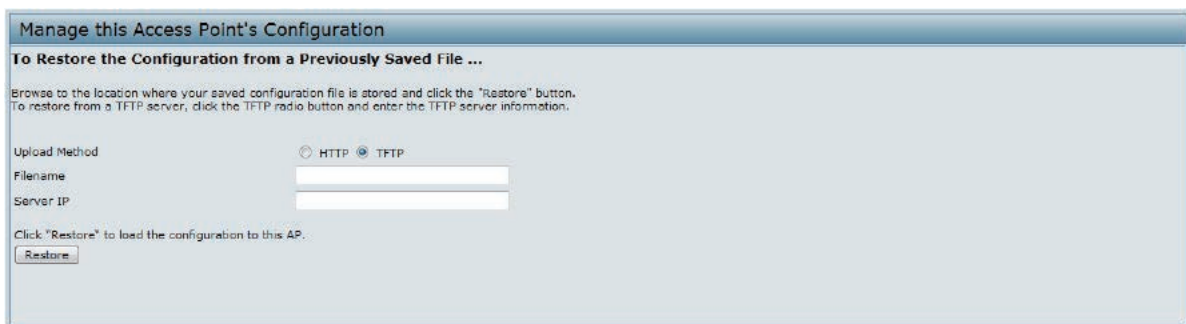 Manage this Access Point's Configuration
To Restore the Configuration from a Previously Saved File ...
Browse to the location where your saved configuration file is stored and click the "Restore" button.
To restore from a TFTP server, click the TFTP radio button and enter the TFTP server information.
Upload Method HTTP TFTP
Filename
Server IP
Click "Restore" to load the configuration to this AP.
Restore